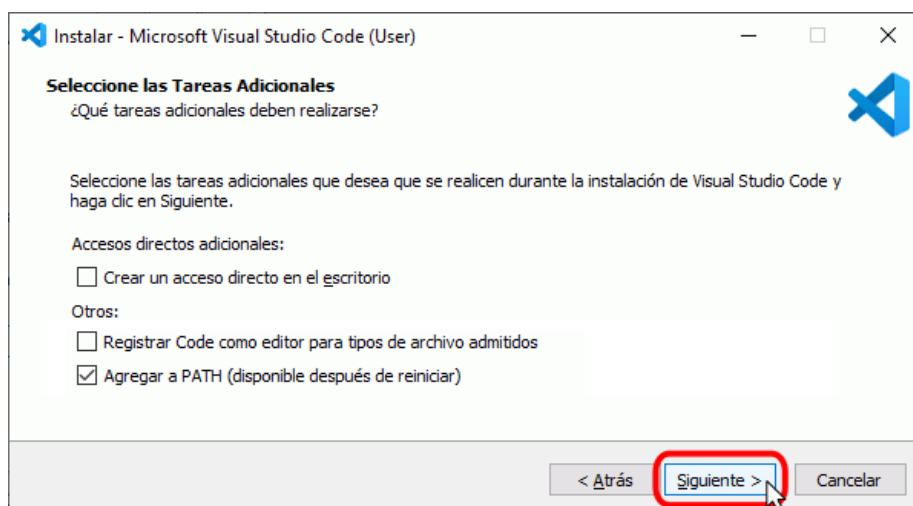 Instalar - Microsoft Visual Studio Code (User)
Seleccione las Tareas Adicionales
¿Qué tareas adicionales deben realizarse?
Seleccione las tareas adicionales que desea que se realicen durante la instalación de Visual Studio Code y
haga clic en Siguiente.
Accesos directos adicionales:
Crear un acceso directo en el escritorio
Otros:
Registrar Code como editor para tipos de archivo admitidos
Agregar a PATH (disponible después de reiniciar)
< Atrás Siguiente > Cancelar